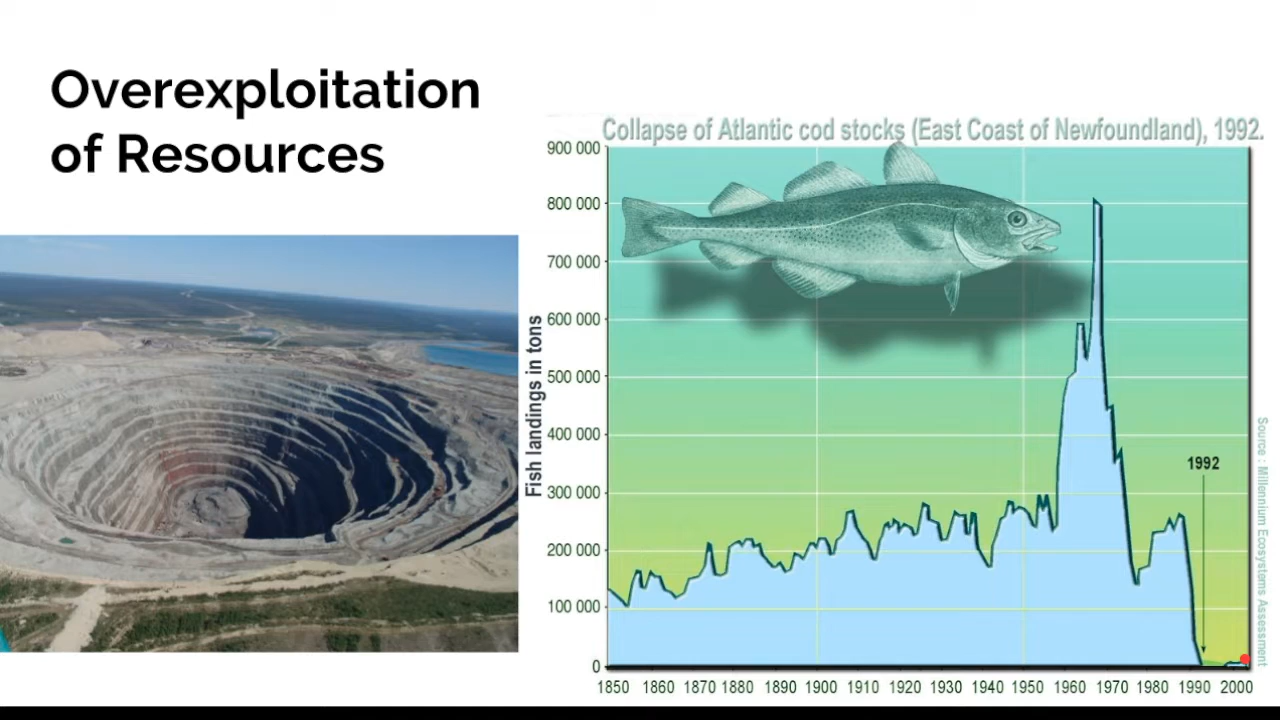 Overexploitation
of Resources
Collapse of Atlantic cod stocks (East Coast of Newfoundland), 1992.
900 000
800 000
700 000
600 000
500 000
400 000
300 000
200 000
100 000
0
Fish landings in tons
1992
1850 1860 1870 1880 1890 1900 1910 1920 1930 1940 1950 1960 1970 1980 1990 2000
Source : Millennium Ecosystems Assessment